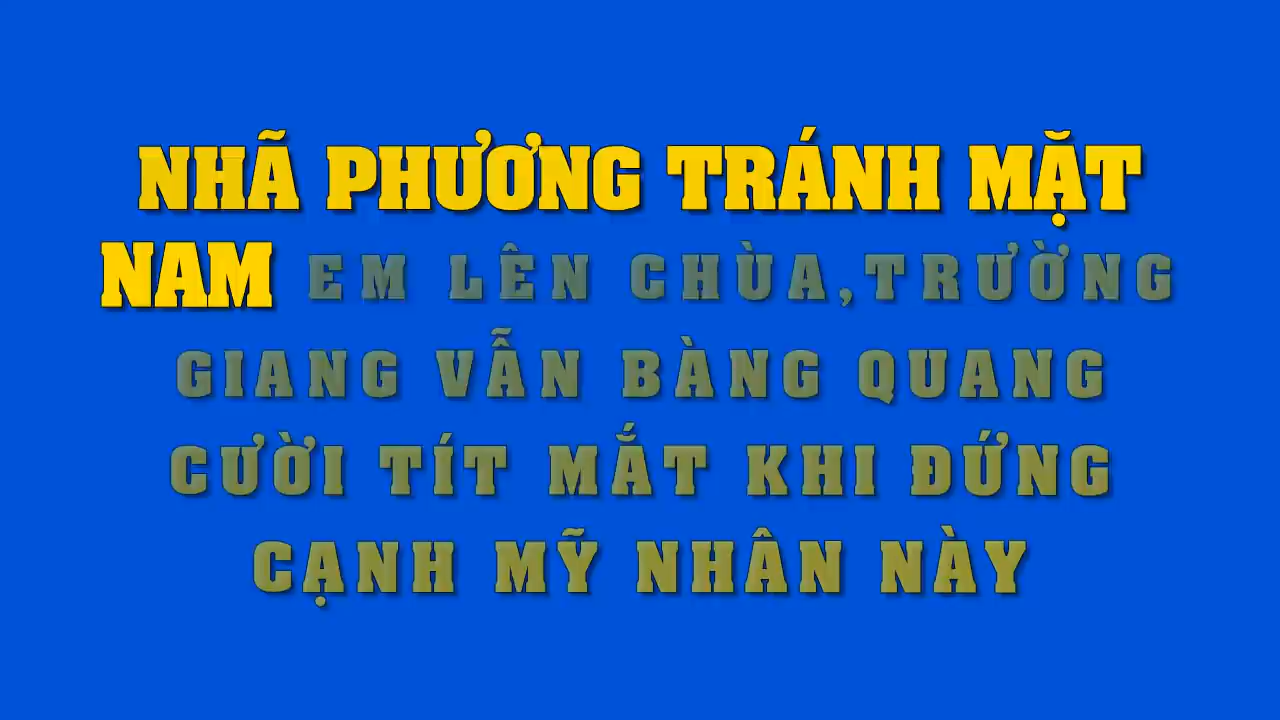 NHÃ PHƯƠNG TRÁNH MẶT
NAM EM LÊN CHÙA,TRƯỜNG
GIANG VẪN BÀNG QUANG
CƯỜI TÍT MẮT KHI ĐỨNG
CẠNH MỸ NHÂN NÀY